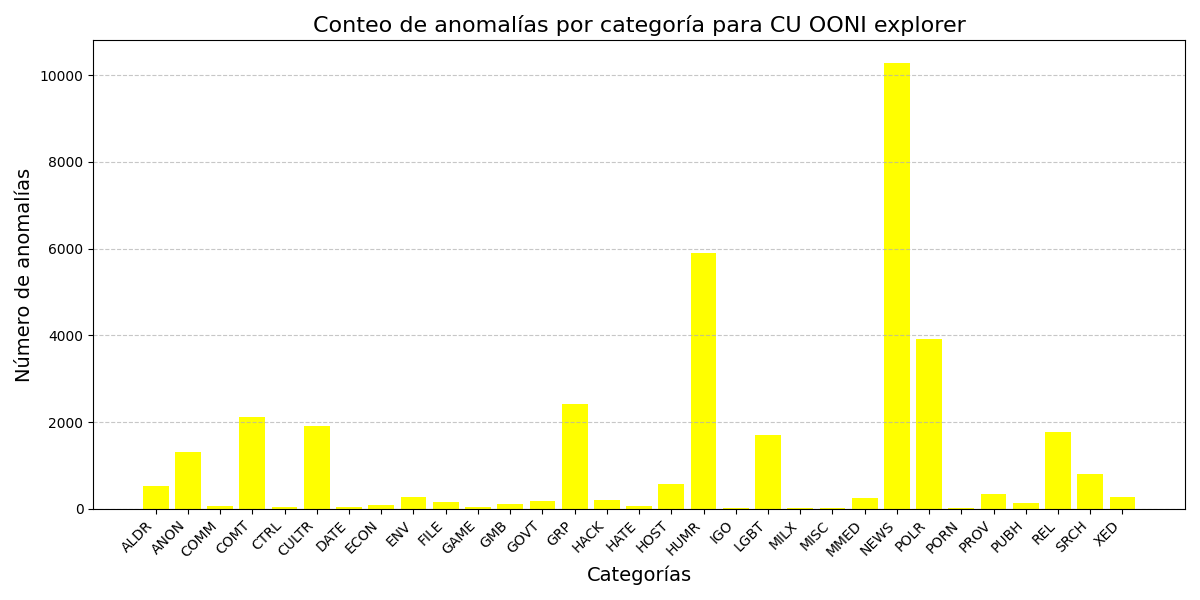 Conteo de anomalías por categoría para CU OONI explorer
Número de anomalías
10000
8000
6000
4000
2000
0
ALDR
ANON
COMM
COMT
CTRL
CULTR
DATE
ECON
ENV
FILE
GAME
GMB
GOVT
GRP
HACK
HATE
HOST
HUMR
IGO
LGBT
MILX
MISC
MMED
NEWS
POLR
PORN
PROV
PUBH
REL
SRCH
XED
Categorías